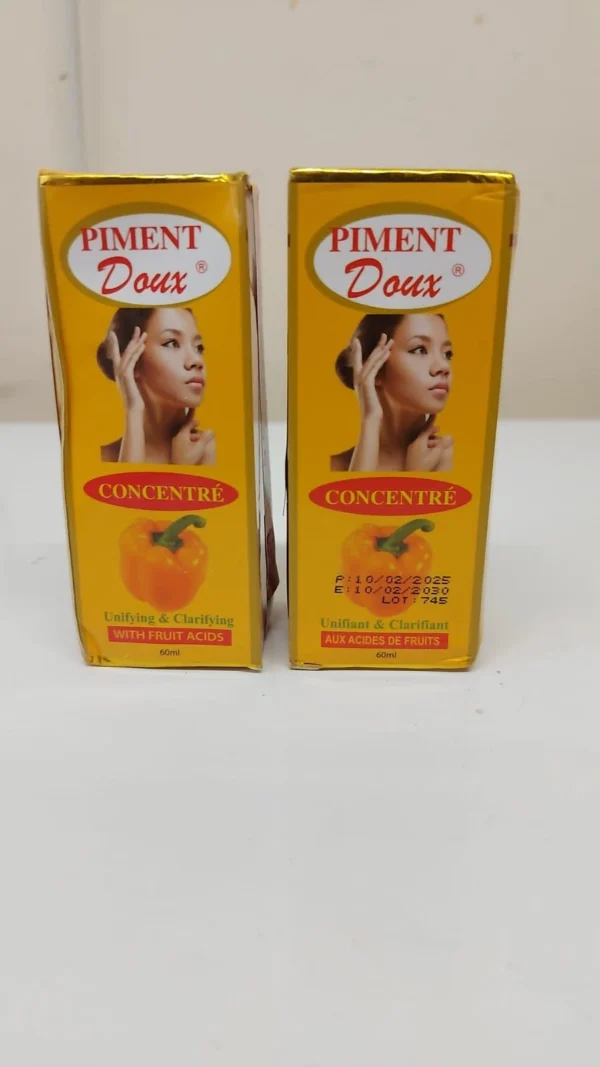 PIMENT
Doux ®
CONCENTRÉ
Unifying & Clarifying
WITH FRUIT ACIDS
60ml
PIMENT
Doux ®
CONCENTRÉ
P:10/02/2025
E:10/02/2030
LOT:745
Unifiant & Clarifiant
AUX ACIDES DE FRUITS
60ml